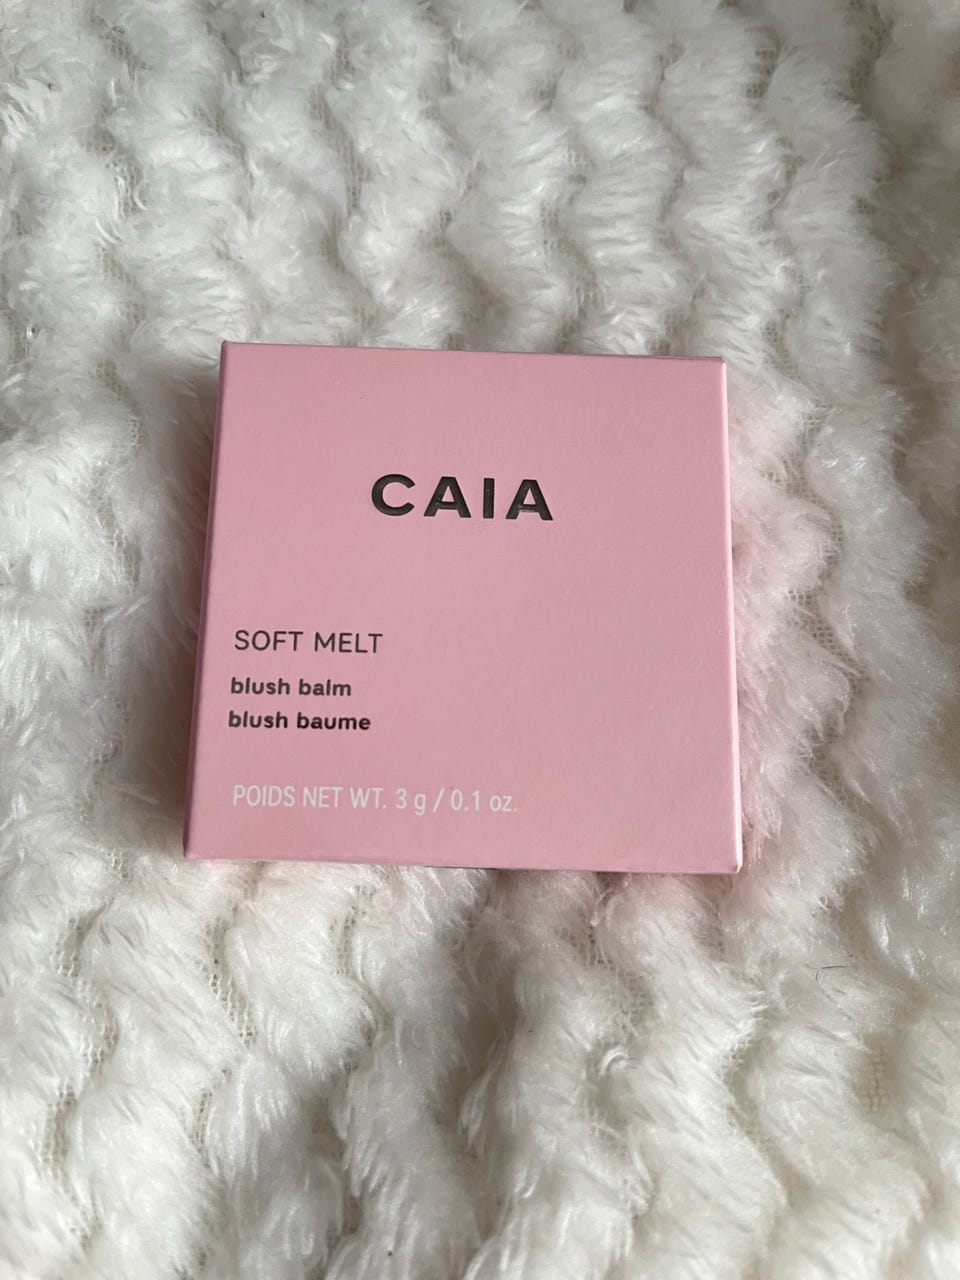 CAIA
SOFT MELT
blush balm
blush baume
POIDS NET WT. 3 g / 0.1 oz.